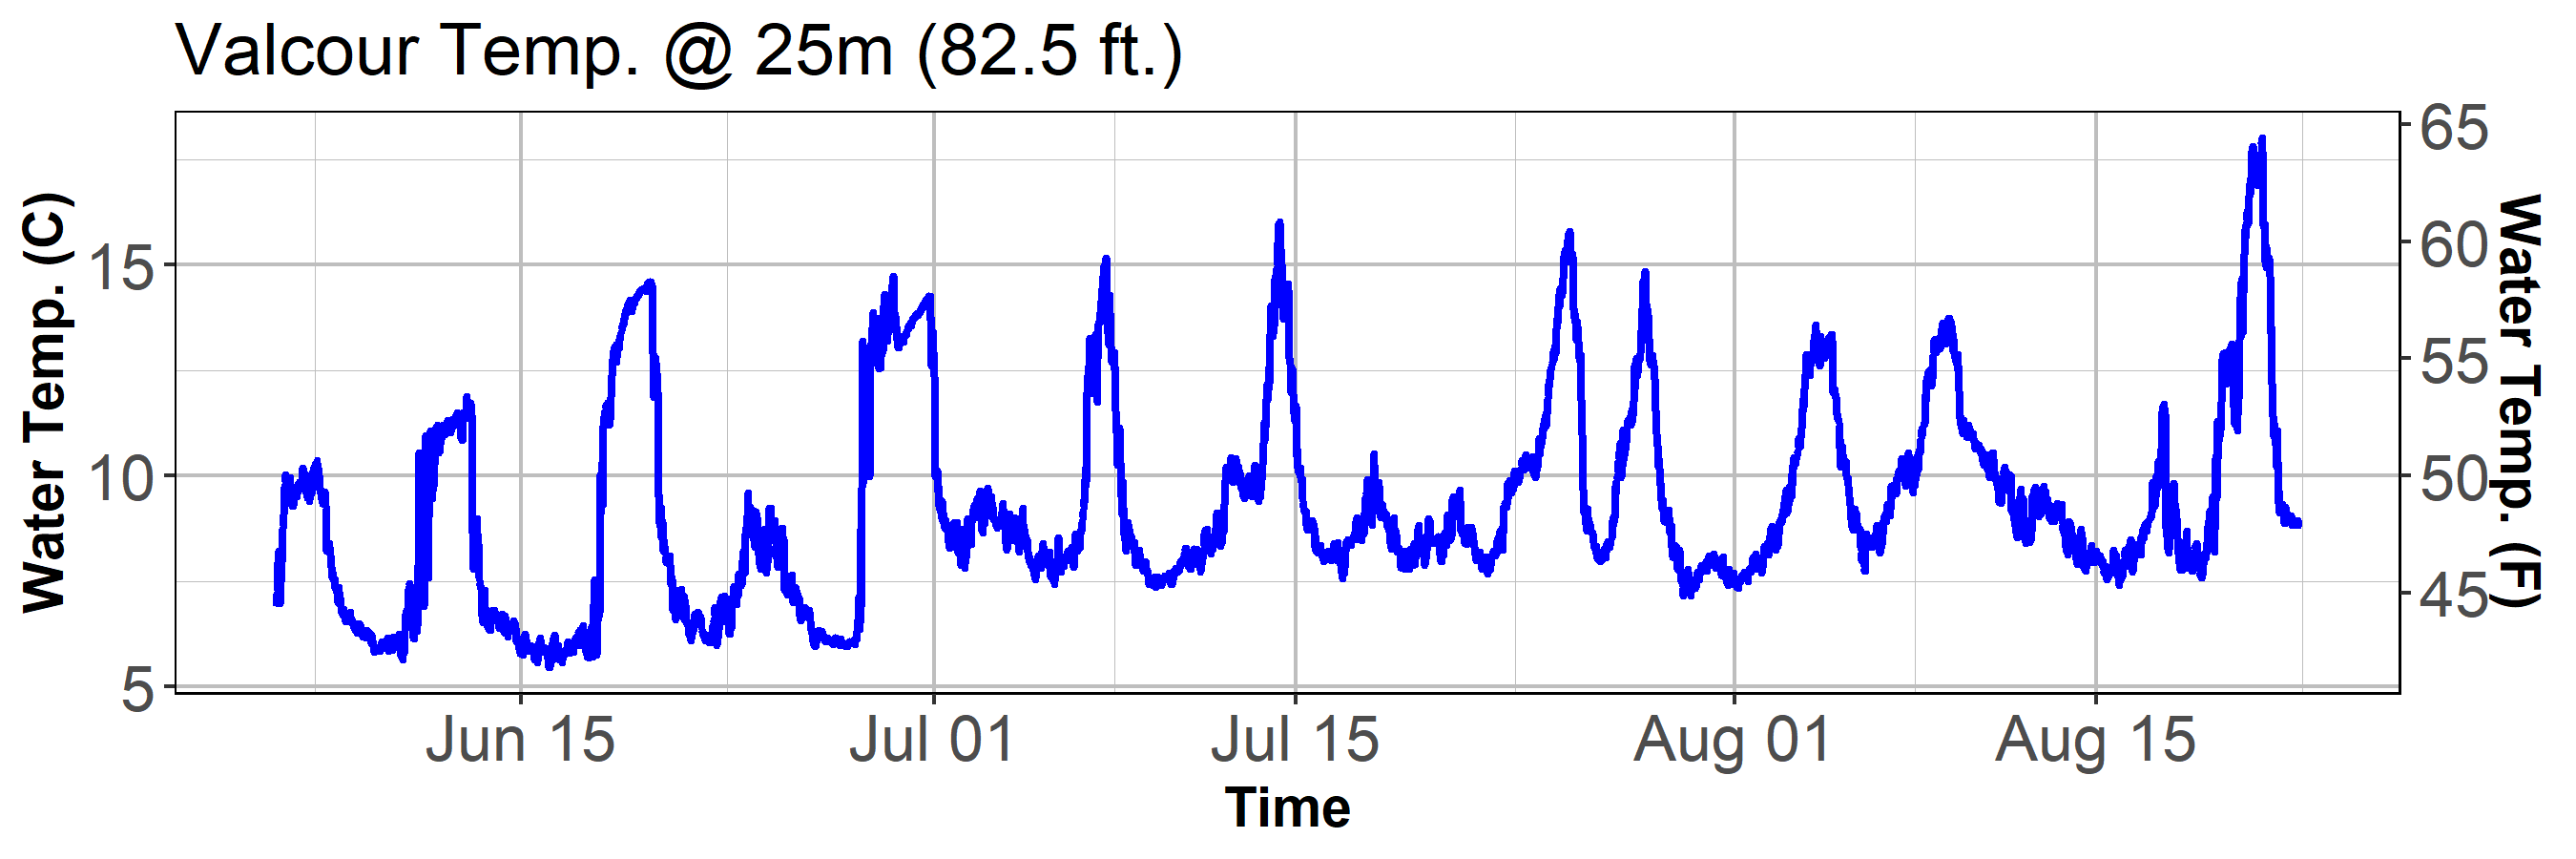 Valcour Temp. @ 25m (82.5 ft.)
Water Temp. (C)
15
10
5
65
60
55
50
45
Water Temp. (F)
Jun 15
Jul 01
Jul 15
Aug 01
Aug 15
Time